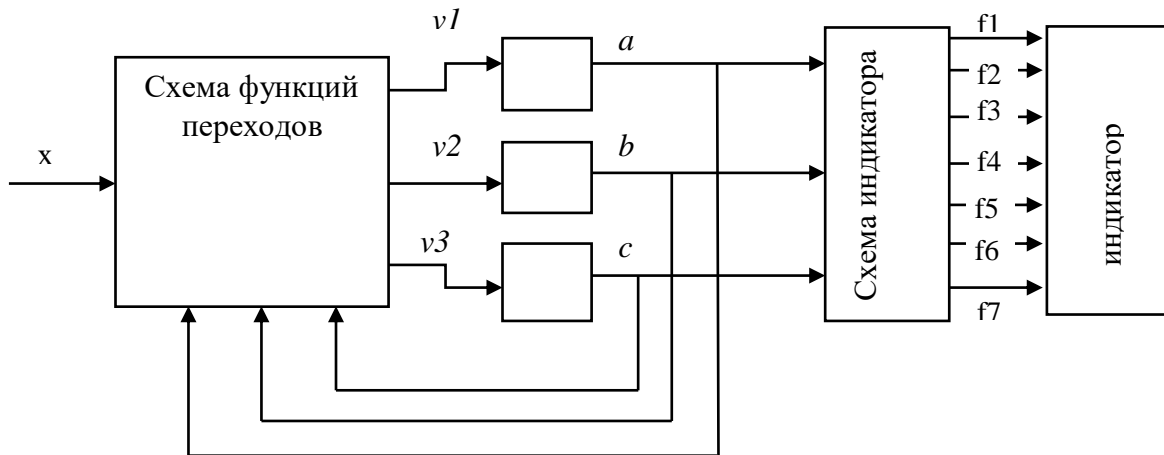 x
Схема функций
переходов
v1
v2
v3
a
b
c
Схема индикатора
f1
f2
f3
f4
f5
f6
f7
индикатор